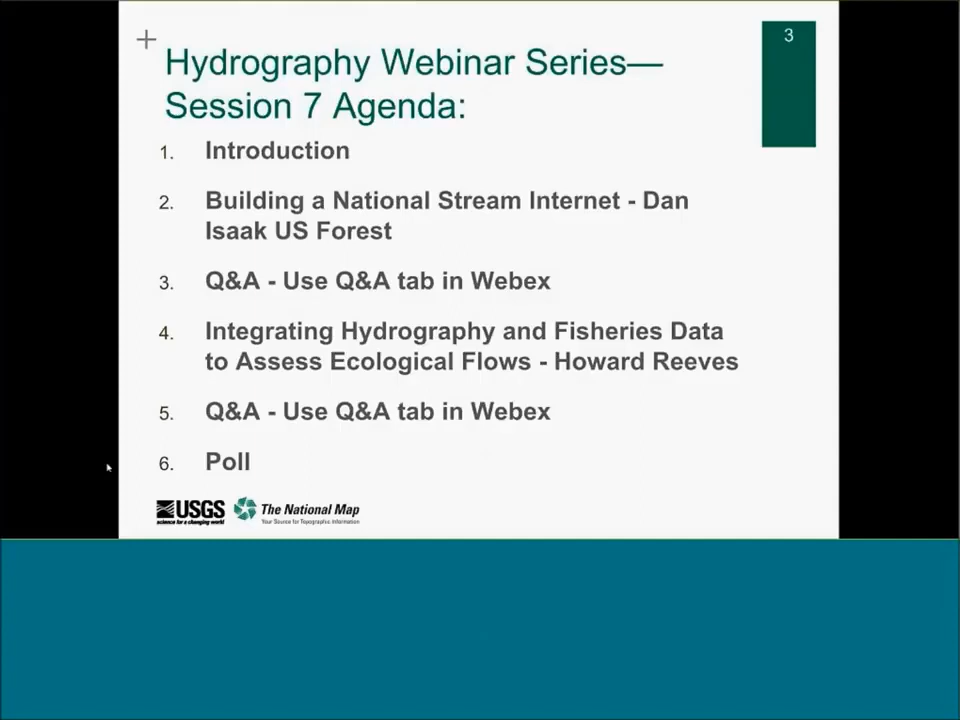 3
+
Hydrography Webinar Series—
Session 7 Agenda:
1. Introduction
2. Building a National Stream Internet - Dan
Isaak US Forest
3. Q&A - Use Q&A tab in Webex
4. Integrating Hydrography and Fisheries Data
to Assess Ecological Flows - Howard Reeves
5. Q&A - Use Q&A tab in Webex
6. Poll
USGS
science for a changing world
The National Map
Your Source for Topographic Information